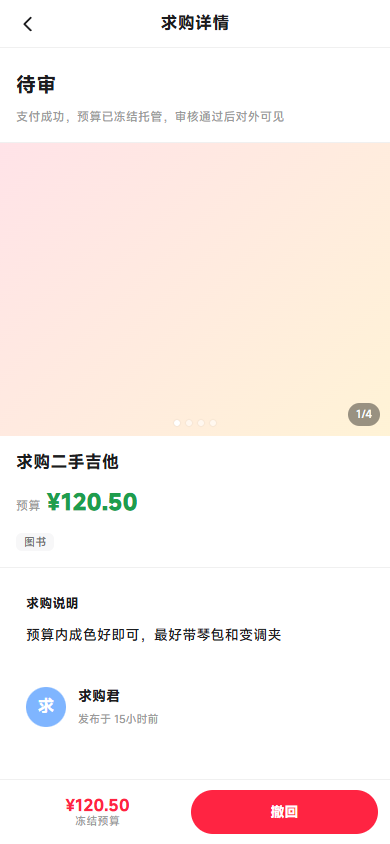 求购详情
待审
支付成功，预算已冻结托管，审核通过后对外可见
1/4
求购二手吉他
预算 ¥120.50
图书
求购说明
预算内成色好即可，最好带琴包和变调夹
求
求购君
发布于 15小时前
¥120.50
冻结预算
撤回